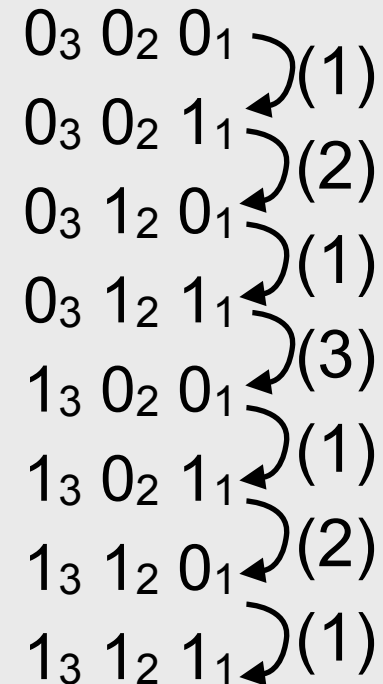 0₃ 0₂ 0₁
(1)
0₃ 0₂ 1₁
(2)
0₃ 1₂ 0₁
(1)
0₃ 1₂ 1₁
(3)
1₃ 0₂ 0₁
(1)
1₃ 0₂ 1₁
(2)
1₃ 1₂ 0₁
(1)
1₃ 1₂ 1₁